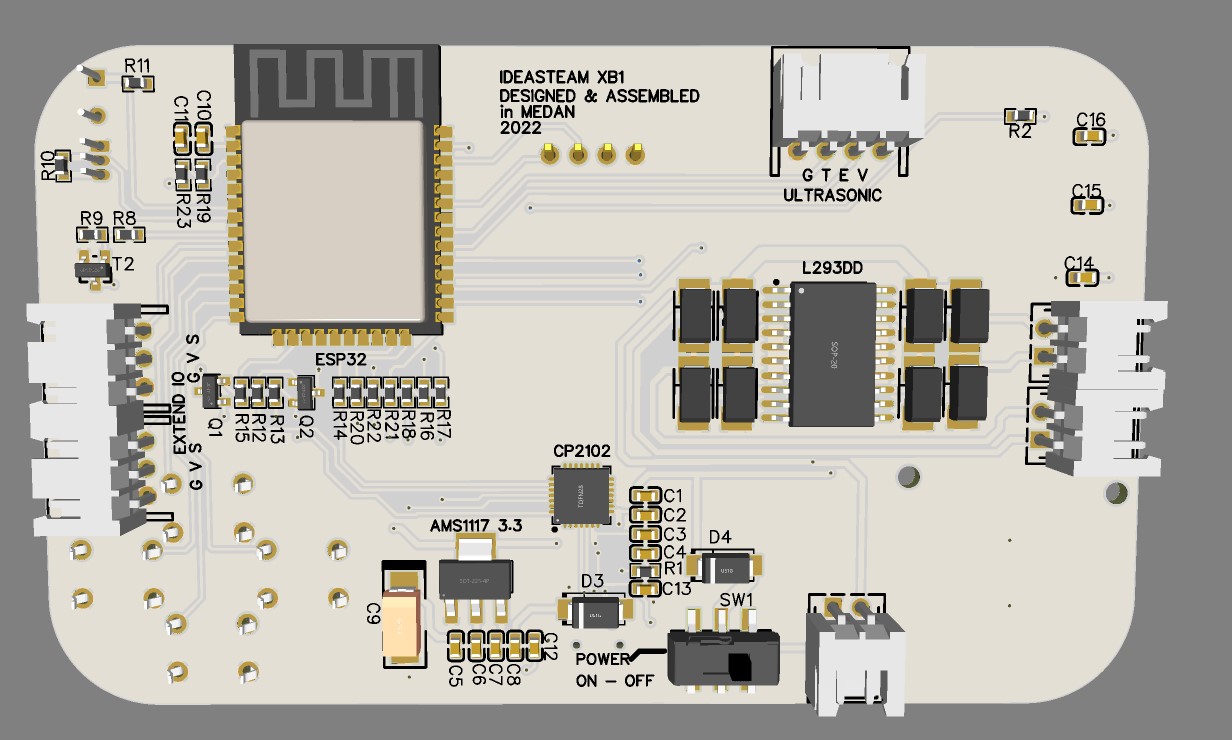 R11
IDEASTEAM XB1
DESIGNED & ASSEMBLED
in MEDAN
2022
C11
C10
R10
R23
R19
R2
C16
G T E V
ULTRASONIC
C15
R9
R8
T2
L293DD
C14
SOP-20
ESP32
G V S
EXTEND IO
G V S
Q1
R15
R12
R13
Q2
R14
R20
R22
R21
R18
R16
R17
CP2102
C1
C2
C3
C4
R1
C13
AMS1117 3.3
D4
D3
SW1
C9
C5
C6
C7
C8
C12
POWER
ON - OFF